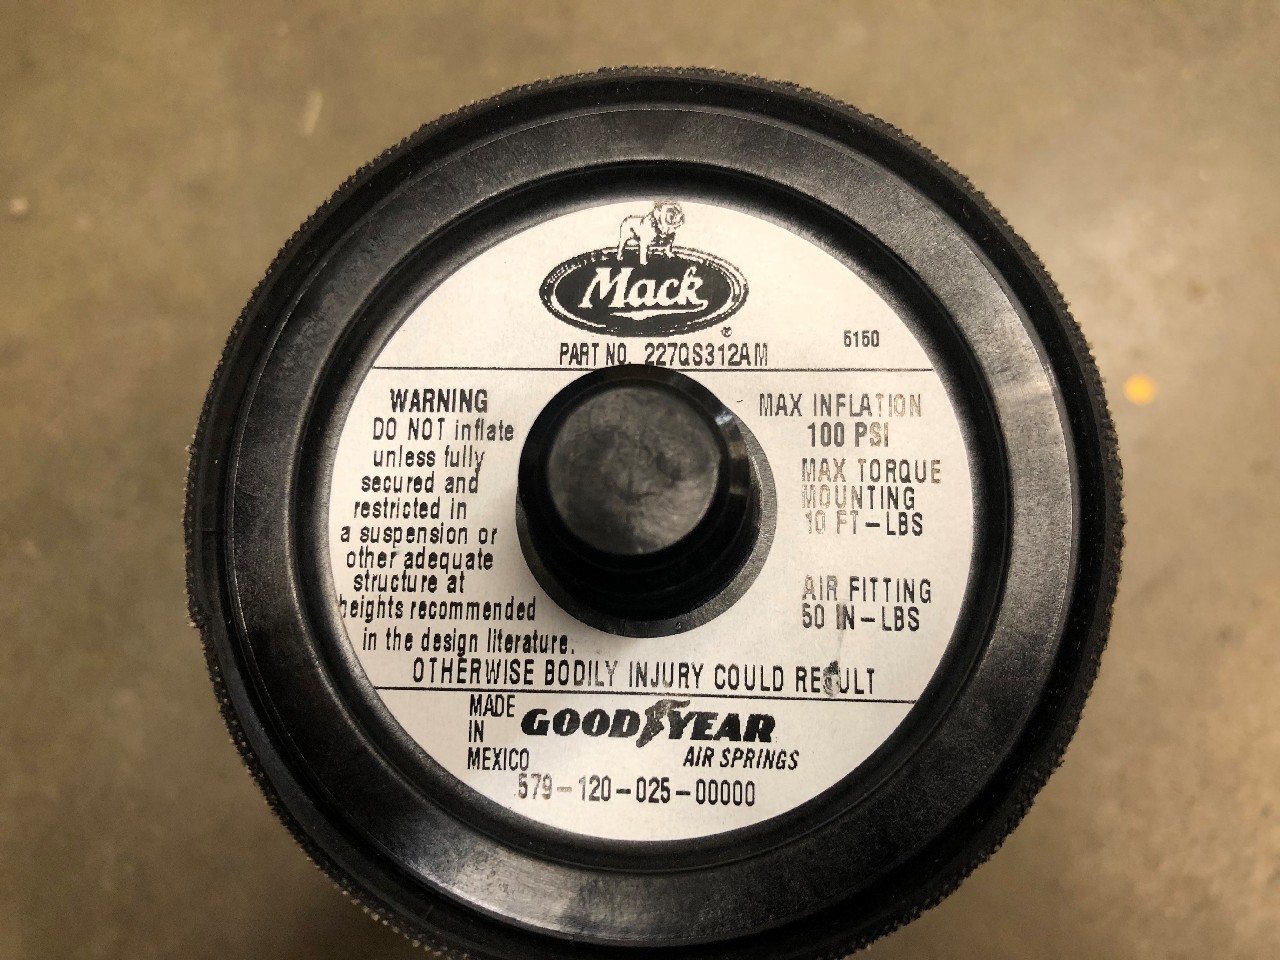 Mack
®
PART NO. 227QS312AM
5150
WARNING
DO NOT inflate
unless fully
secured and
restricted in
a suspension or
other adequate
structure at
heights recommended
in the design literature.
OTHERWISE BODILY INJURY COULD RESULT
MAX INFLATION
100 PSI
MAX TORQUE
MOUNTING
10 FT-LBS
AIR FITTING
50 IN-LBS
MADE
IN
MEXICO
GOODYEAR
AIR SPRINGS
579-120-025-00000